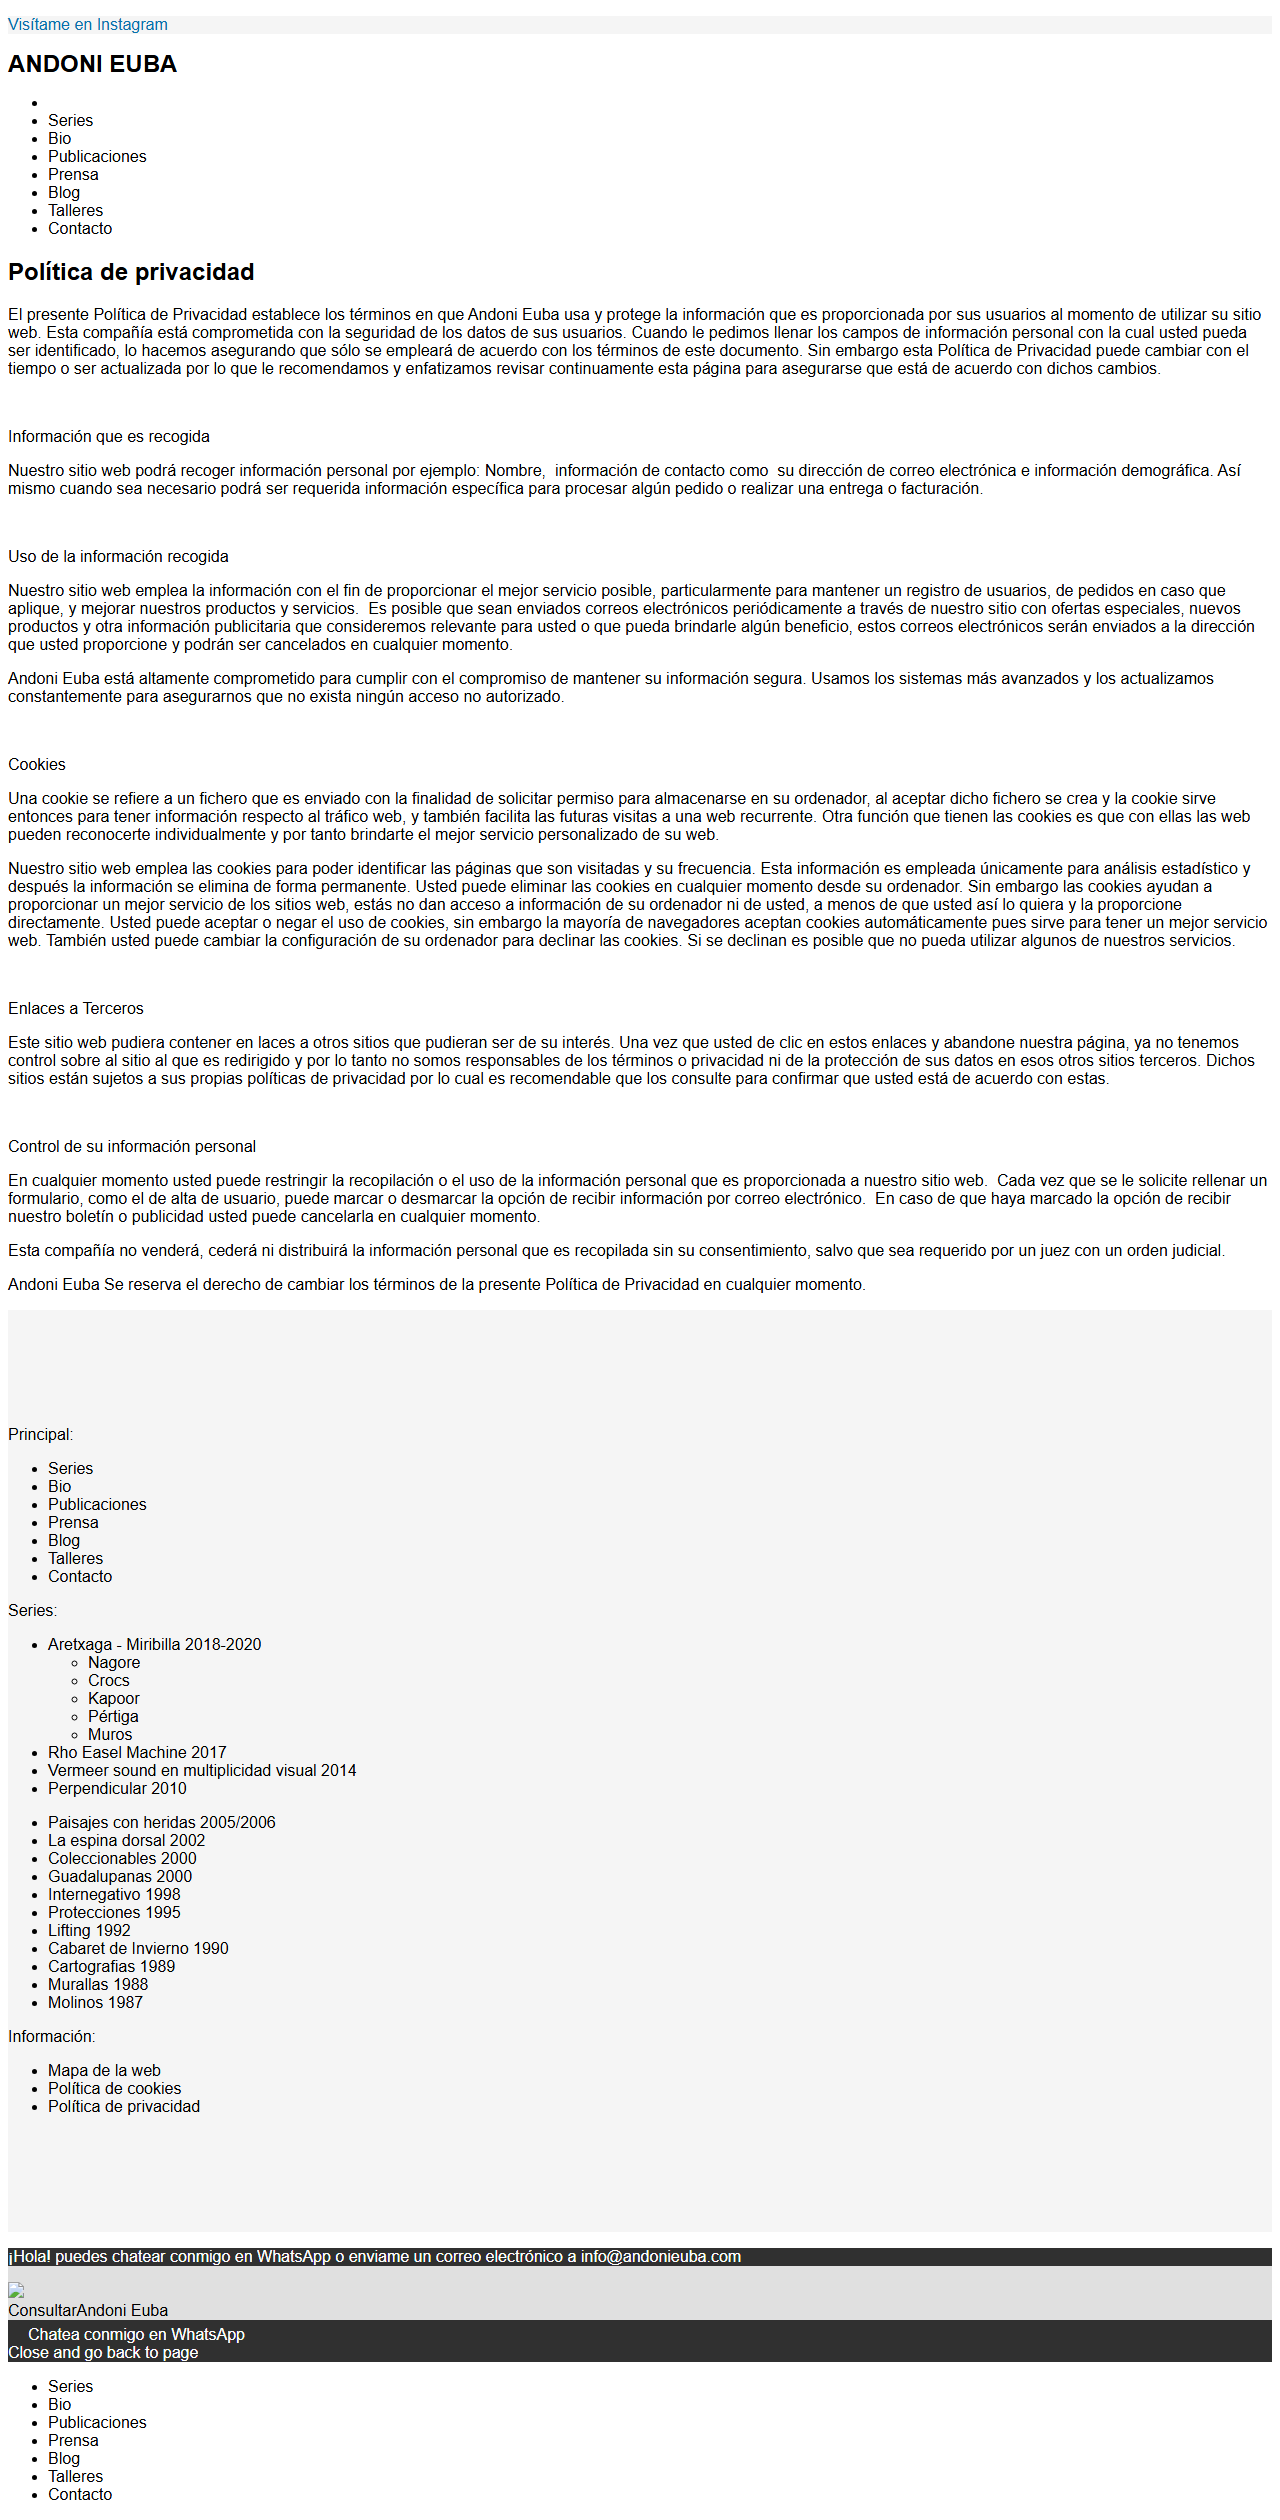 Visítame en Instagram
ANDONI EUBA
Series
Bio
Publicaciones
Prensa
Blog
Talleres
Contacto
Política de privacidad
El presente Política de Privacidad establece los términos en que Andoni Euba usa y protege la información que es proporcionada por sus usuarios al momento de utilizar su sitio
web. Esta compañía está comprometida con la seguridad de los datos de sus usuarios. Cuando le pedimos llenar los campos de información personal con la cual usted pueda
ser identificado, lo hacemos asegurando que sólo se empleará de acuerdo con los términos de este documento. Sin embargo esta Política de Privacidad puede cambiar con el
tiempo o ser actualizada por lo que le recomendamos y enfatizamos revisar continuamente esta página para asegurarse que está de acuerdo con dichos cambios.
Información que es recogida
Nuestro sitio web podrá recoger información personal por ejemplo: Nombre,  información de contacto como  su dirección de correo electrónica e información demográfica. Así
mismo cuando sea necesario podrá ser requerida información específica para procesar algún pedido o realizar una entrega o facturación.
Uso de la información recogida
Nuestro sitio web emplea la información con el fin de proporcionar el mejor servicio posible, particularmente para mantener un registro de usuarios, de pedidos en caso que
aplique, y mejorar nuestros productos y servicios.  Es posible que sean enviados correos electrónicos periódicamente a través de nuestro sitio con ofertas especiales, nuevos
productos y otra información publicitaria que consideremos relevante para usted o que pueda brindarle algún beneficio, estos correos electrónicos serán enviados a la dirección
que usted proporcione y podrán ser cancelados en cualquier momento.
Andoni Euba está altamente comprometido para cumplir con el compromiso de mantener su información segura. Usamos los sistemas más avanzados y los actualizamos
constantemente para asegurarnos que no exista ningún acceso no autorizado.
Cookies
Una cookie se refiere a un fichero que es enviado con la finalidad de solicitar permiso para almacenarse en su ordenador, al aceptar dicho fichero se crea y la cookie sirve
entonces para tener información respecto al tráfico web, y también facilita las futuras visitas a una web recurrente. Otra función que tienen las cookies es que con ellas las web
pueden reconocerte individualmente y por tanto brindarte el mejor servicio personalizado de su web.
Nuestro sitio web emplea las cookies para poder identificar las páginas que son visitadas y su frecuencia. Esta información es empleada únicamente para análisis estadístico y
después la información se elimina de forma permanente. Usted puede eliminar las cookies en cualquier momento desde su ordenador. Sin embargo las cookies ayudan a
proporcionar un mejor servicio de los sitios web, estás no dan acceso a información de su ordenador ni de usted, a menos de que usted así lo quiera y la proporcione
directamente. Usted puede aceptar o negar el uso de cookies, sin embargo la mayoría de navegadores aceptan cookies automáticamente pues sirve para tener un mejor servicio
web. También usted puede cambiar la configuración de su ordenador para declinar las cookies. Si se declinan es posible que no pueda utilizar algunos de nuestros servicios.
Enlaces a Terceros
Este sitio web pudiera contener en laces a otros sitios que pudieran ser de su interés. Una vez que usted de clic en estos enlaces y abandone nuestra página, ya no tenemos
control sobre al sitio al que es redirigido y por lo tanto no somos responsables de los términos o privacidad ni de la protección de sus datos en esos otros sitios terceros. Dichos
sitios están sujetos a sus propias políticas de privacidad por lo cual es recomendable que los consulte para confirmar que usted está de acuerdo con estas.
Control de su información personal
En cualquier momento usted puede restringir la recopilación o el uso de la información personal que es proporcionada a nuestro sitio web.  Cada vez que se le solicite rellenar un
formulario, como el de alta de usuario, puede marcar o desmarcar la opción de recibir información por correo electrónico.  En caso de que haya marcado la opción de recibir
nuestro boletín o publicidad usted puede cancelarla en cualquier momento.
Esta compañía no venderá, cederá ni distribuirá la información personal que es recopilada sin su consentimiento, salvo que sea requerido por un juez con un orden judicial.
Andoni Euba Se reserva el derecho de cambiar los términos de la presente Política de Privacidad en cualquier momento.
Principal:
Series
Bio
Publicaciones
Prensa
Blog
Talleres
Contacto
Series:
Aretxaga - Miribilla 2018-2020
Nagore
Crocs
Kapoor
Pértiga
Muros
Rho Easel Machine 2017
Vermeer sound en multiplicidad visual 2014
Perpendicular 2010
Paisajes con heridas 2005/2006
La espina dorsal 2002
Coleccionables 2000
Guadalupanas 2000
Internegativo 1998
Protecciones 1995
Lifting 1992
Cabaret de Invierno 1990
Cartografias 1989
Murallas 1988
Molinos 1987
Información:
Mapa de la web
Política de cookies
Política de privacidad
¡Hola! puedes chatear conmigo en WhatsApp o enviame un correo electrónico a info@andonieuba.com
ConsultarAndoni Euba
Chatea conmigo en WhatsApp
Close and go back to page
Series
Bio
Publicaciones
Prensa
Blog
Talleres
Contacto